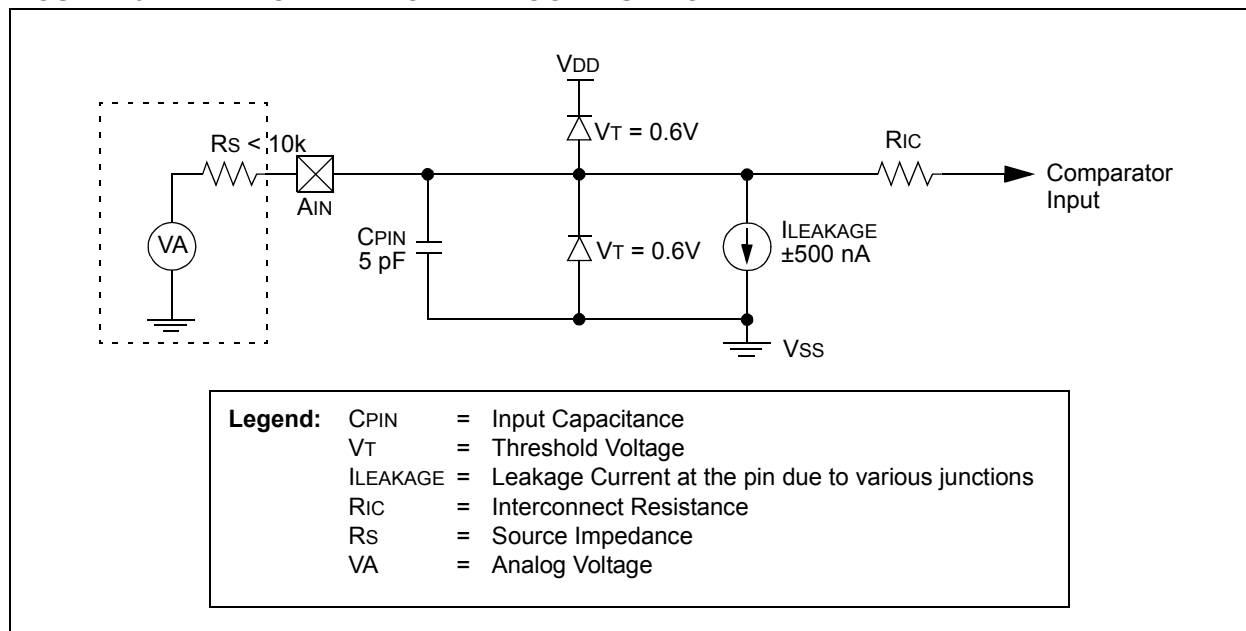 VDD
VT = 0.6V
RS < 10k
RIC
AIN
Comparator
Input
VA
CPIN
5 pF
VT = 0.6V
ILEAKAGE
±500 nA
VSS
Legend: CPIN = Input Capacitance
VT = Threshold Voltage
ILEAKAGE = Leakage Current at the pin due to various junctions
RIC = Interconnect Resistance
RS = Source Impedance
VA = Analog Voltage